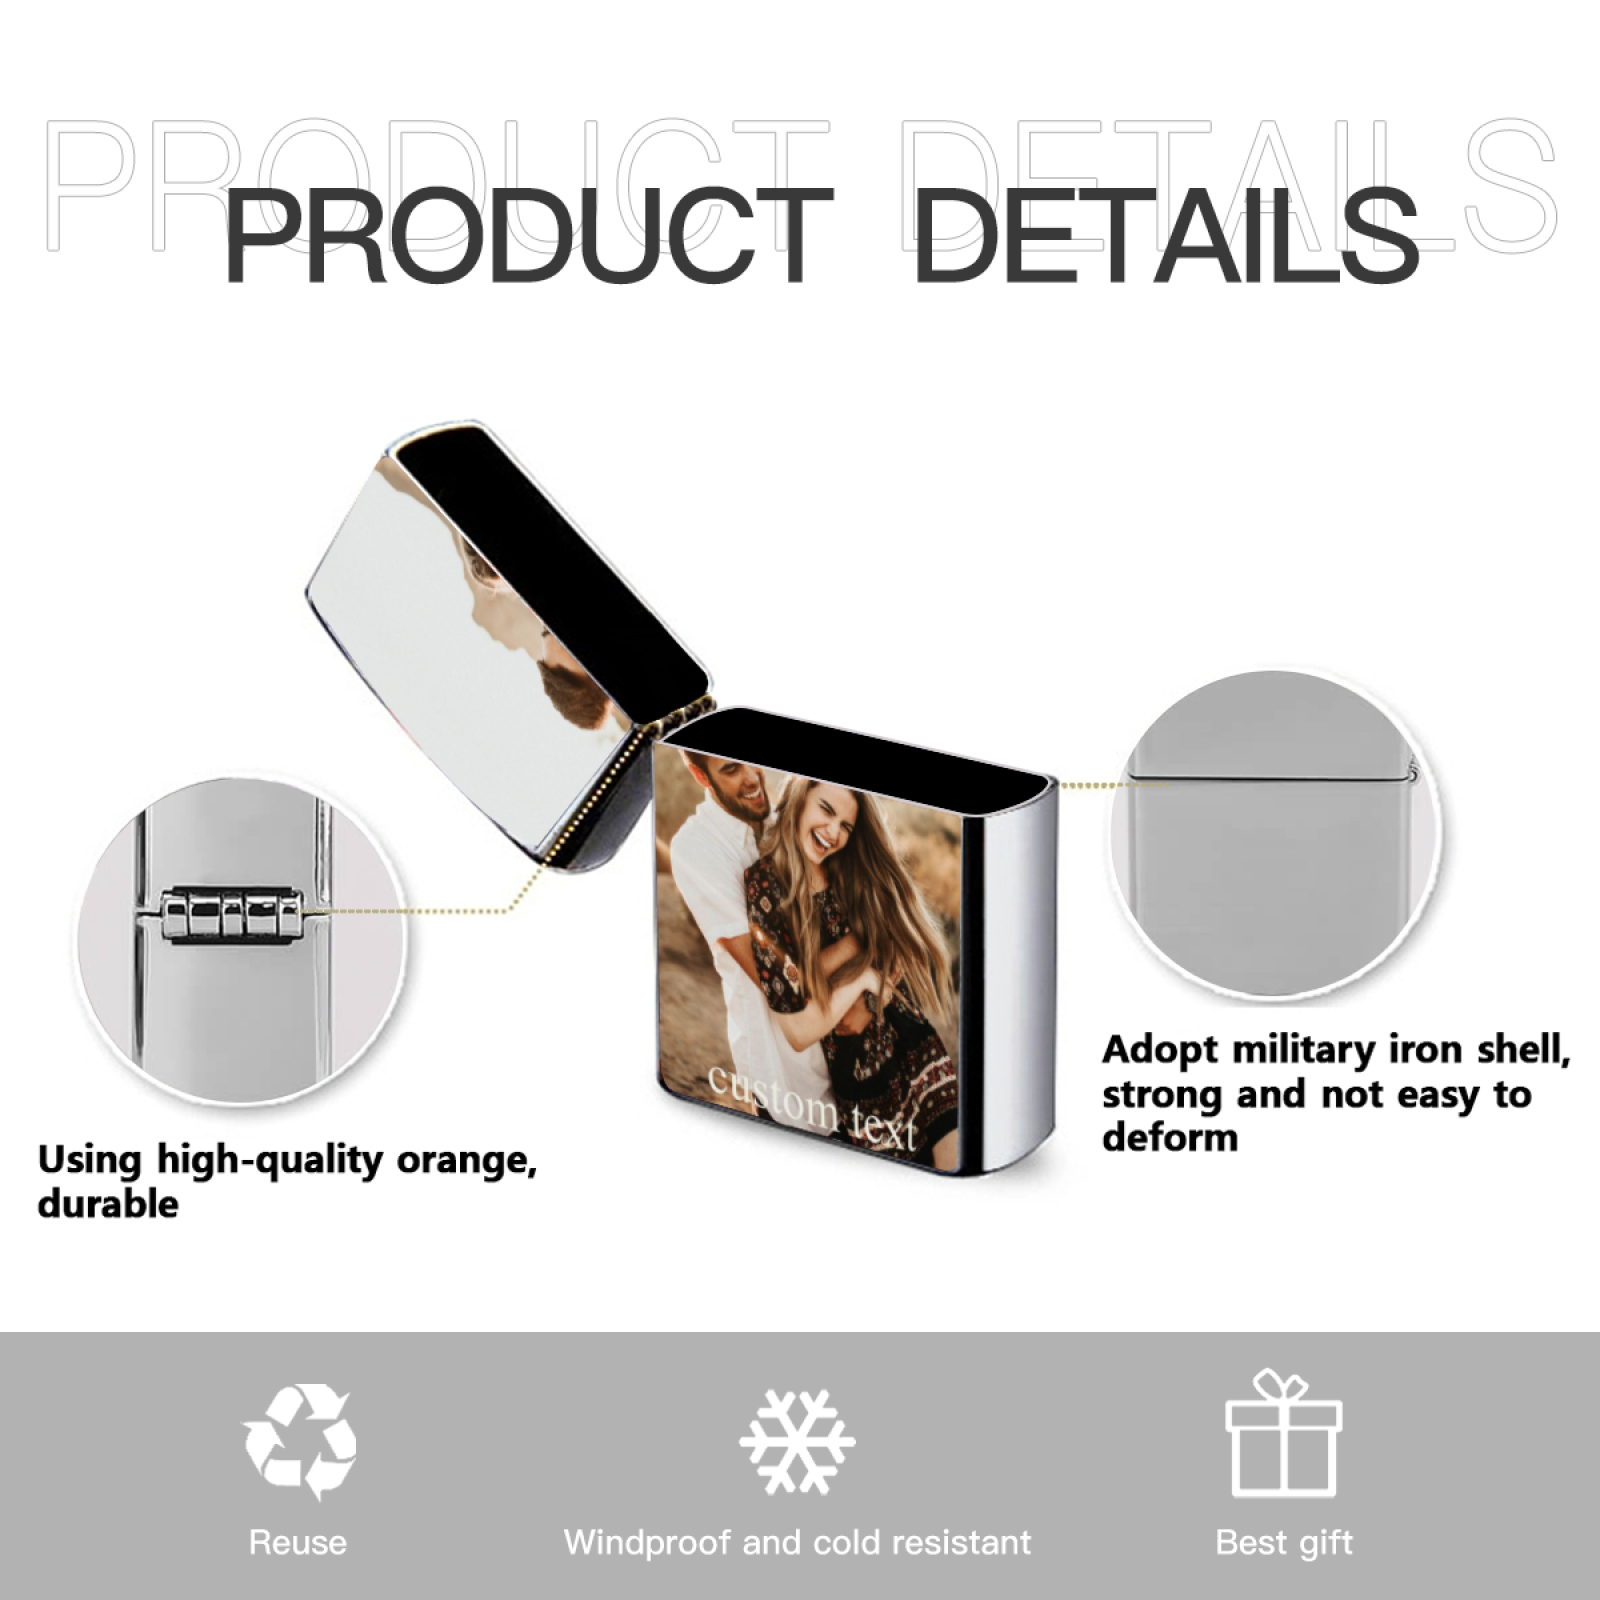 PRODUCT DETAILS
PRODUCT DETAILS
custom text
Adopt military iron shell,
strong and not easy to
deform
Using high-quality orange,
durable
Reuse
Windproof and cold resistant
Best gift